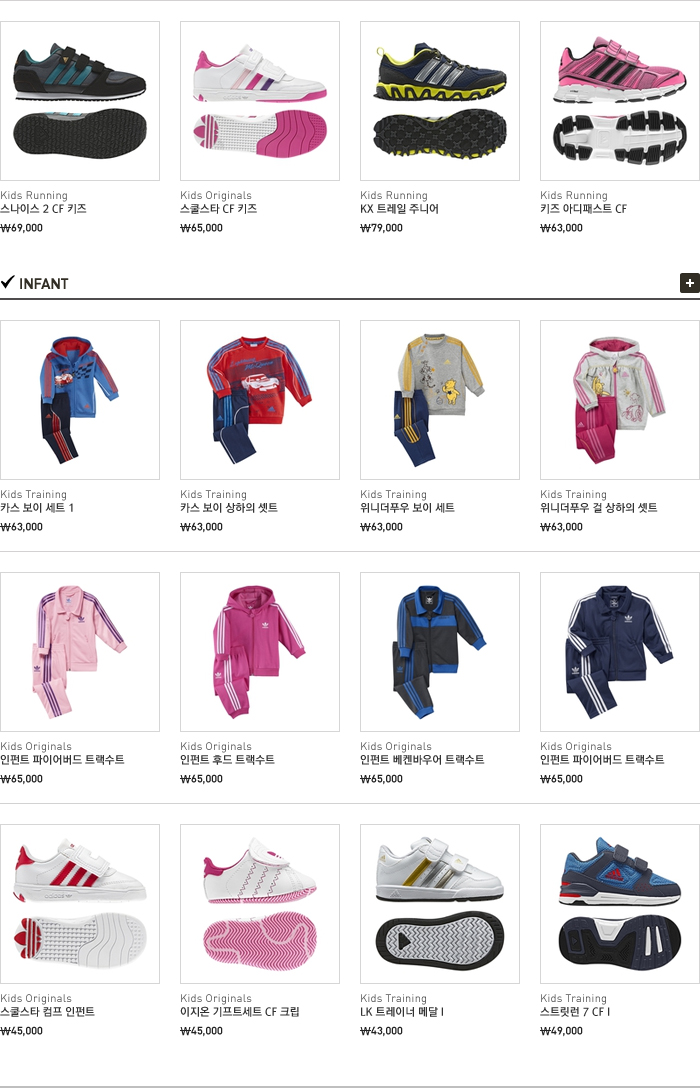 Kids Running
스나이스 2 CF 키즈
₩69,000
Kids Originals
스쿨스타 CF 키즈
₩65,000
Kids Running
KX 트레일 주니어
₩79,000
Kids Running
키즈 아디패스트 CF
₩63,000
INFANT
Kids Training
카스 보이 세트 1
₩63,000
Kids Training
카스 보이 상하의 셋트
₩63,000
Kids Training
위니더푸우 보이 세트
₩63,000
Kids Training
위니더푸우 걸 상하의 셋트
₩63,000
Kids Originals
인펀트 파이어버드 트랙수트
₩65,000
Kids Originals
인펀트 후드 트랙수트
₩65,000
Kids Originals
인펀트 베켄바우어 트랙수트
₩65,000
Kids Originals
인펀트 파이어버드 트랙수트
₩65,000
Kids Originals
스쿨스타 컴프 인펀트
₩45,000
Kids Originals
이지온 기프트세트 CF 크립
₩45,000
Kids Training
LK 트레이너 메달 I
₩43,000
Kids Training
스트릿런 7 CF I
₩49,000